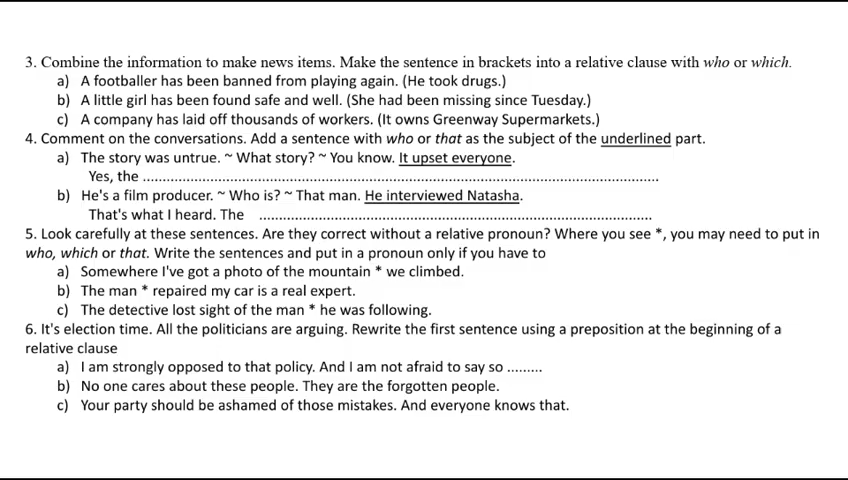 3. Combine the information to make news items. Make the sentence in brackets into a relative clause with who or which.
a) A footballer has been banned from playing again. (He took drugs.)
b) A little girl has been found safe and well. (She had been missing since Tuesday.)
c) A company has laid off thousands of workers. (It owns Greenway Supermarkets.)
4. Comment on the conversations. Add a sentence with who or that as the subject of the underlined part.
a) The story was untrue. ~ What story? ~ You know. It upset everyone.
Yes, the ................................................................................................................................
b) He's a film producer. ~ Who is? ~ That man. He interviewed Natasha.
That's what I heard. The .................................................................................................
5. Look carefully at these sentences. Are they correct without a relative pronoun? Where you see *, you may need to put in
who, which or that. Write the sentences and put in a pronoun only if you have to
a) Somewhere I've got a photo of the mountain * we climbed.
b) The man * repaired my car is a real expert.
c) The detective lost sight of the man * he was following.
6. It's election time. All the politicians are arguing. Rewrite the first sentence using a preposition at the beginning of a
relative clause
a) I am strongly opposed to that policy. And I am not afraid to say so .........
b) No one cares about these people. They are the forgotten people.
c) Your party should be ashamed of those mistakes. And everyone knows that.